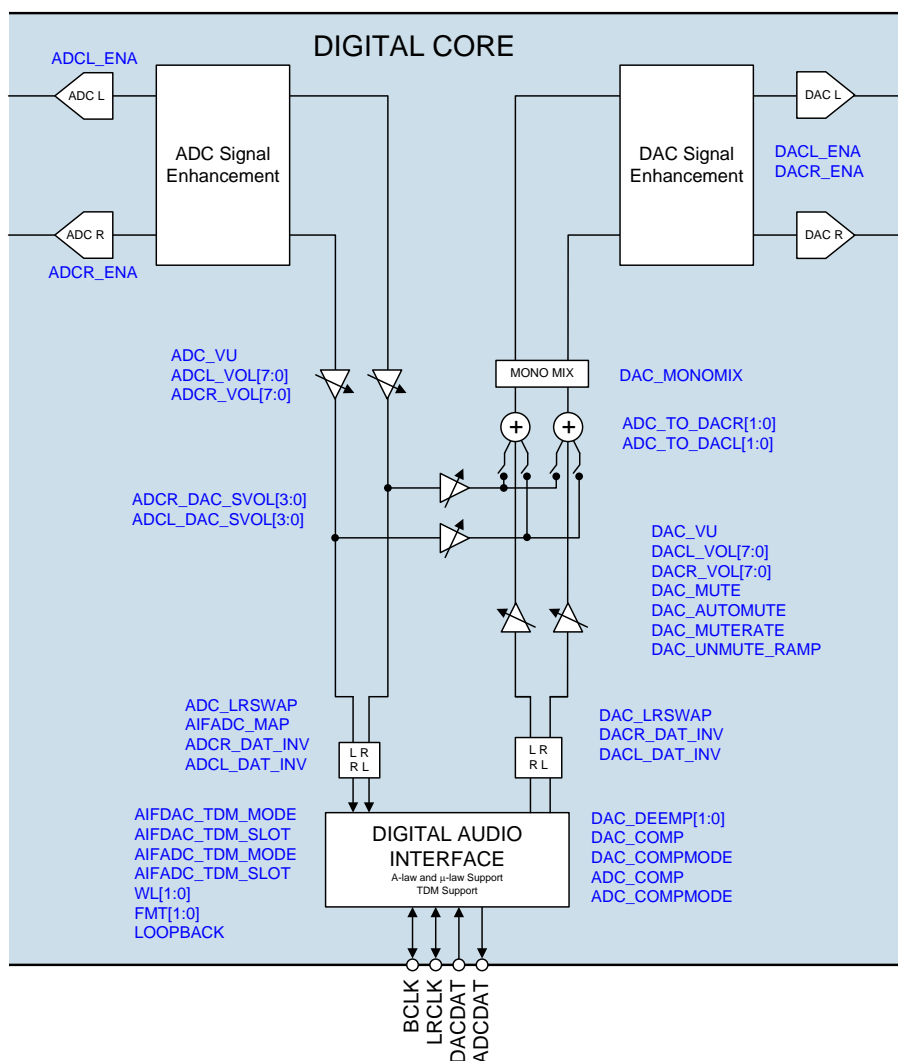 DIGITAL CORE
ADCL_ENA
ADC L
ADC Signal
Enhancement
ADC R
ADCR_ENA
DAC Signal
Enhancement
DAC L
DACL_ENA
DACR_ENA
DAC R
ADC_VU
ADCL_VOL[7:0]
ADCR_VOL[7:0]
MONO MIX
DAC_MONOMIX
+
+
ADC_TO_DACR[1:0]
ADC_TO_DACL[1:0]
ADCR_DAC_SVOL[3:0]
ADCL_DAC_SVOL[3:0]
DAC_VU
DACL_VOL[7:0]
DACR_VOL[7:0]
DAC_MUTE
DAC_AUTOMUTE
DAC_MUTERATE
DAC_UNMUTE_RAMP
ADC_LRSWAP
AIFADC_MAP
ADCR_DAT_INV
ADCL_DAT_INV
L R
R L
L R
R L
DAC_LRSWAP
DACR_DAT_INV
DACL_DAT_INV
AIFDAC_TDM_MODE
AIFDAC_TDM_SLOT
AIFADC_TDM_MODE
AIFADC_TDM_SLOT
WL[1:0]
FMT[1:0]
LOOPBACK
DIGITAL AUDIO
INTERFACE
A-law and µ-law Support
TDM Support
DAC_DEEMP[1:0]
DAC_COMP
DAC_COMPMODE
ADC_COMP
ADC_COMPMODE
BCLK
LRCLK
DACDAT
ADCDAT